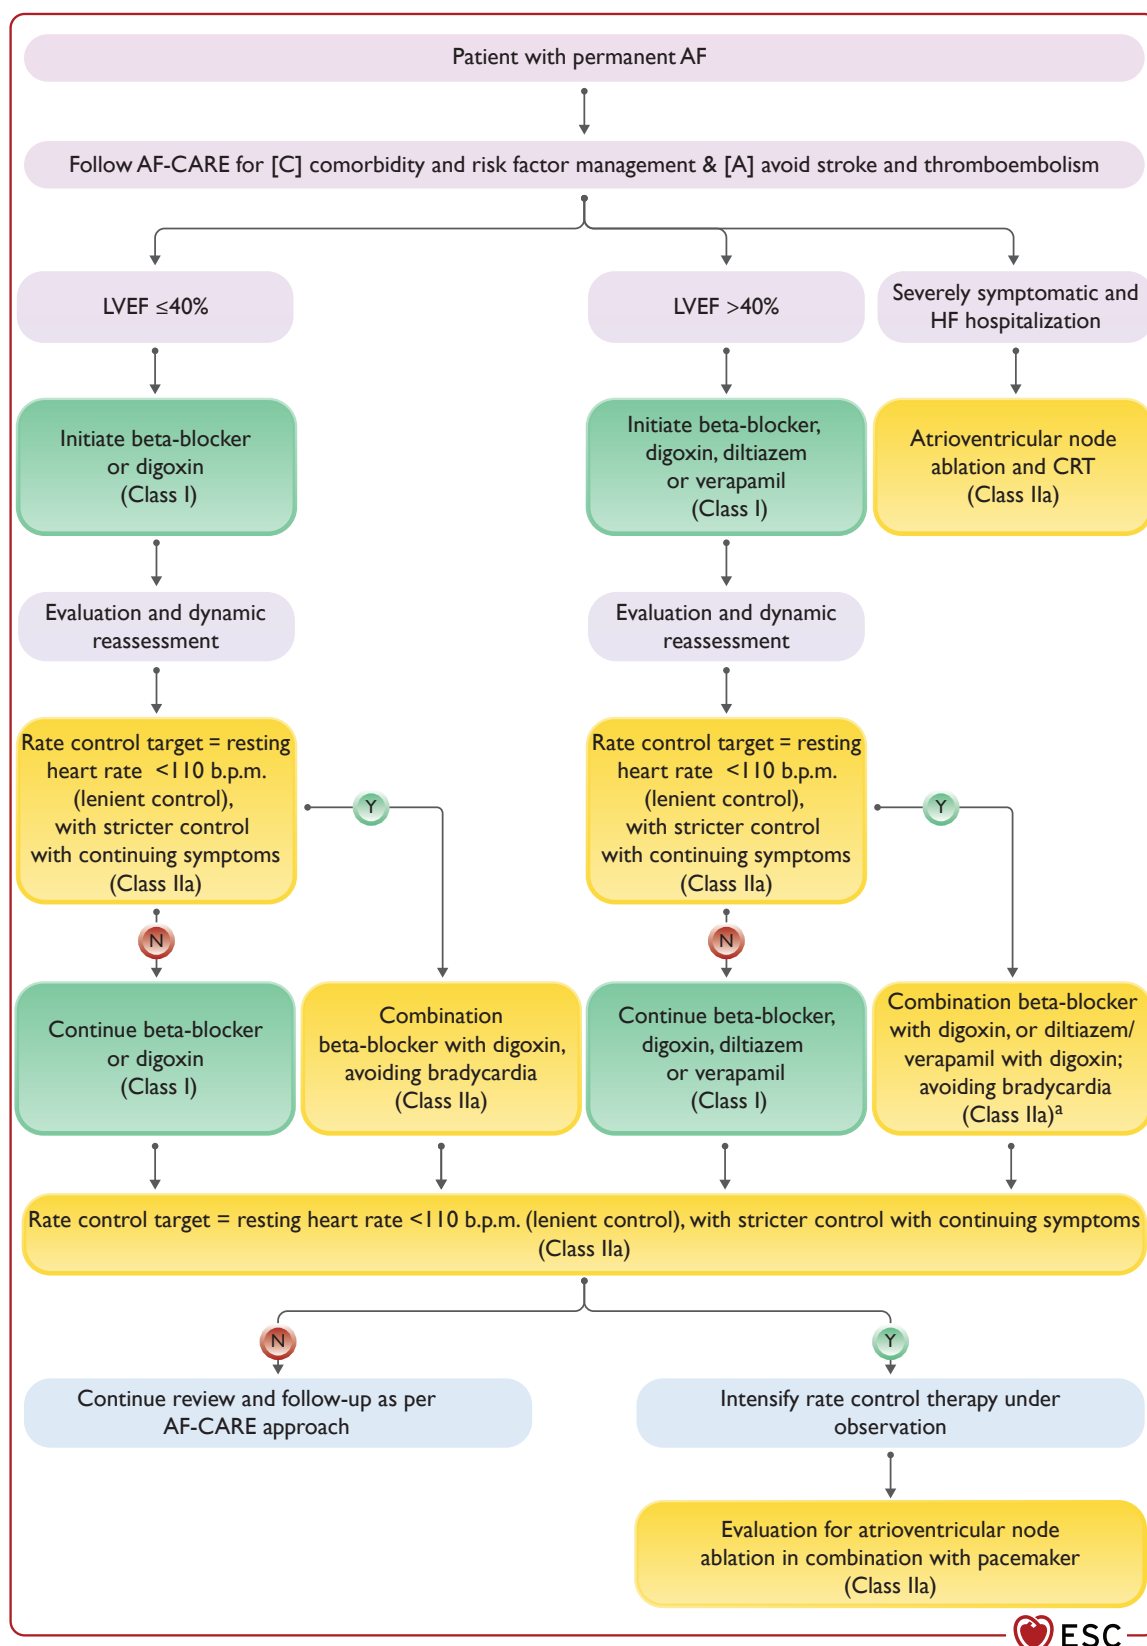 Patient with permanent AF
Follow AF-CARE for [C] comorbidity and risk factor management & [A] avoid stroke and thromboembolism
LVEF ≤40%
LVEF >40%
Severely symptomatic and
HF hospitalization
Initiate beta-blocker
or digoxin
(Class I)
Initiate beta-blocker,
digoxin, diltiazem
or verapamil
(Class I)
Atrioventricular node
ablation and CRT
(Class IIa)
Evaluation and dynamic
reassessment
Evaluation and dynamic
reassessment
Rate control target = resting
heart rate <110 b.p.m.
(lenient control),
with stricter control
with continuing symptoms
(Class IIa)
Y
Rate control target = resting
heart rate <110 b.p.m.
(lenient control),
with stricter control
with continuing symptoms
(Class IIa)
Y
N
N
Continue beta-blocker
or digoxin
(Class I)
Combination
beta-blocker with digoxin,
avoiding bradycardia
(Class IIa)
Continue beta-blocker,
digoxin, diltiazem
or verapamil
(Class I)
Combination beta-blocker
with digoxin, or diltiazem/
verapamil with digoxin;
avoiding bradycardia
(Class IIa)ᵃ
Rate control target = resting heart rate <110 b.p.m. (lenient control), with stricter control with continuing symptoms
(Class IIa)
N
Y
Continue review and follow-up as per
AF-CARE approach
Intensify rate control therapy under
observation
Evaluation for atrioventricular node
ablation in combination with pacemaker
(Class IIa)
ESC